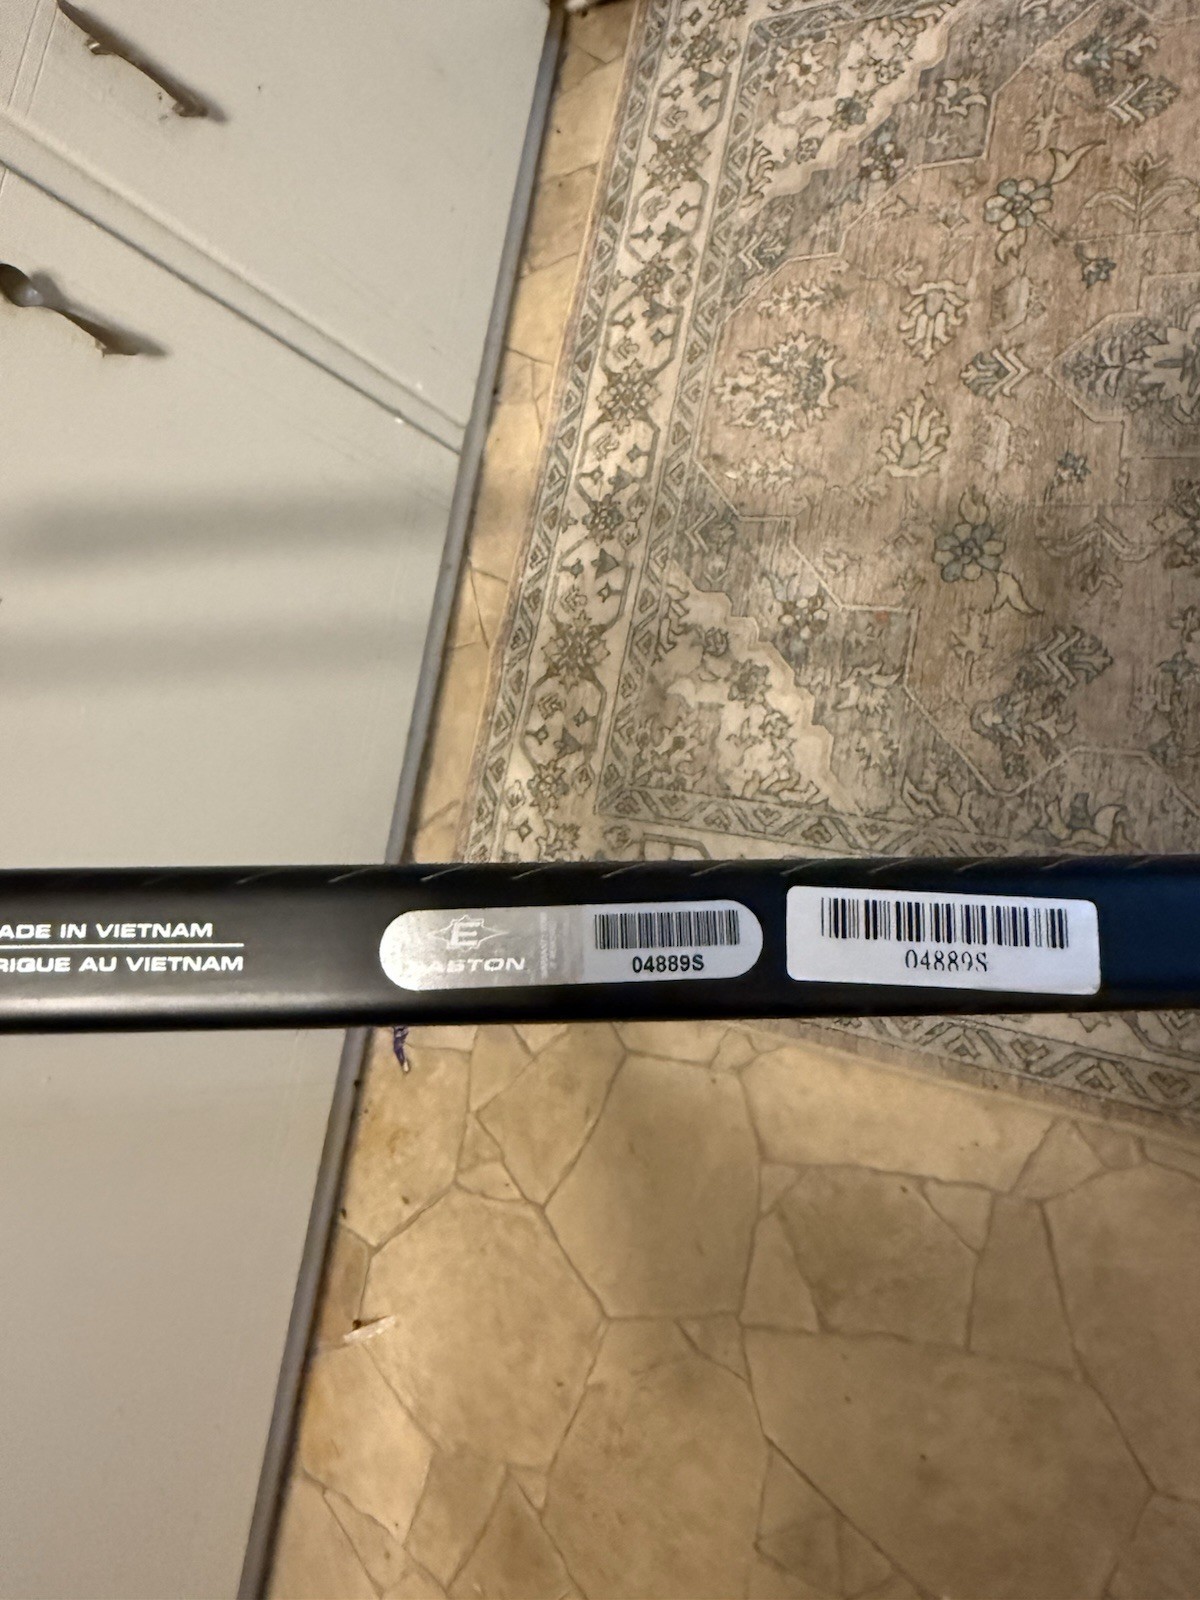 ADE IN VIETNAM
RIQUE AU VIETNAM
E
EASTON
04889S
04889S